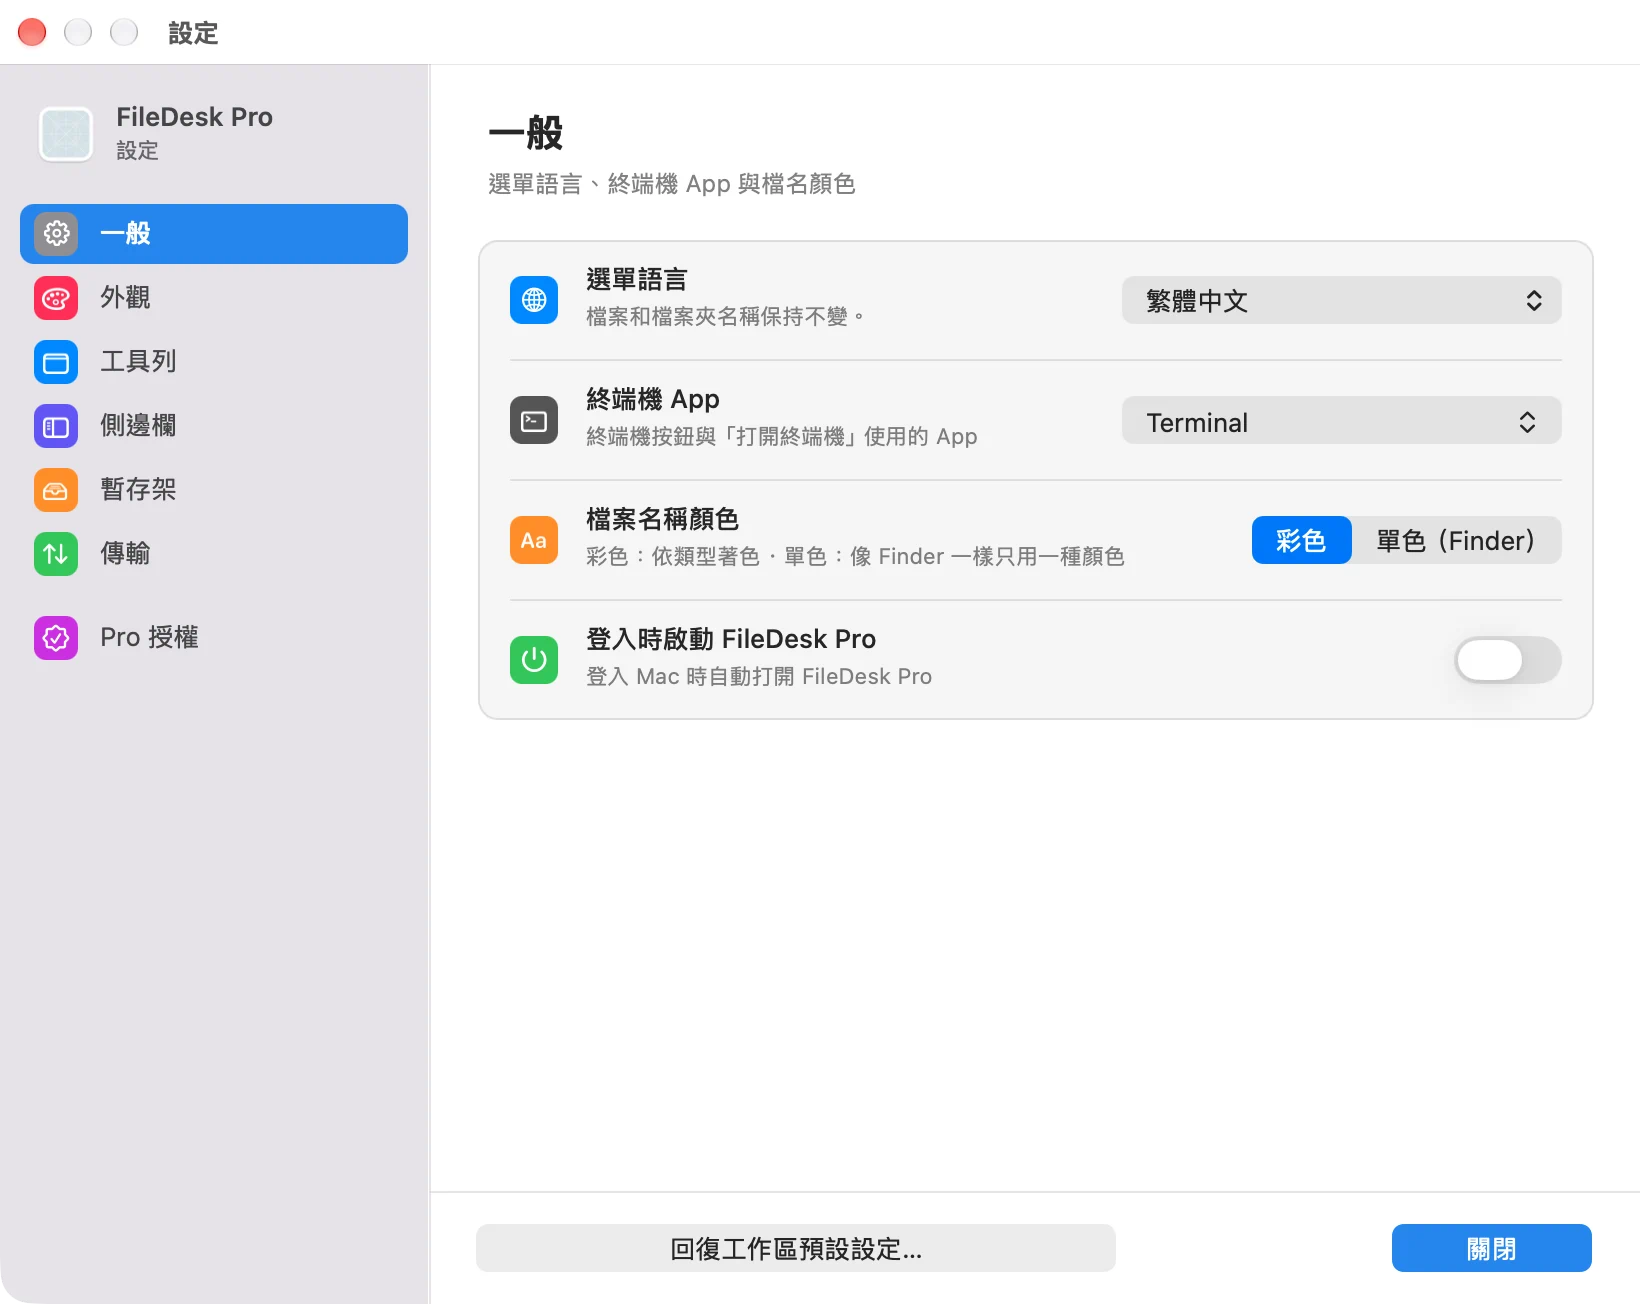 設定
FileDesk Pro
設定
一般
外觀
工具列
側邊欄
暫存架
傳輸
Pro 授權
一般
選單語言、終端機 App 與檔名顏色
選單語言
檔案和檔案夾名稱保持不變。
繁體中文
終端機 App
終端機按鈕與「打開終端機」使用的 App
Terminal
Aa
檔案名稱顏色
彩色：依類型著色．單色：像 Finder 一樣只用一種顏色
彩色
單色（Finder）
登入時啟動 FileDesk Pro
登入 Mac 時自動打開 FileDesk Pro
回復工作區預設設定...
關閉